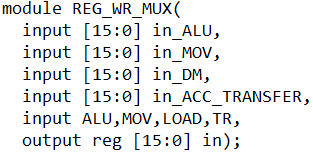 module REG_WR_MUX(
input [15:0] in_ALU,
input [15:0] in_MOV,
input [15:0] in_DM,
input [15:0] in_ACC_TRANSFER,
input ALU,MOV,LOAD,TR,
output reg [15:0] in);